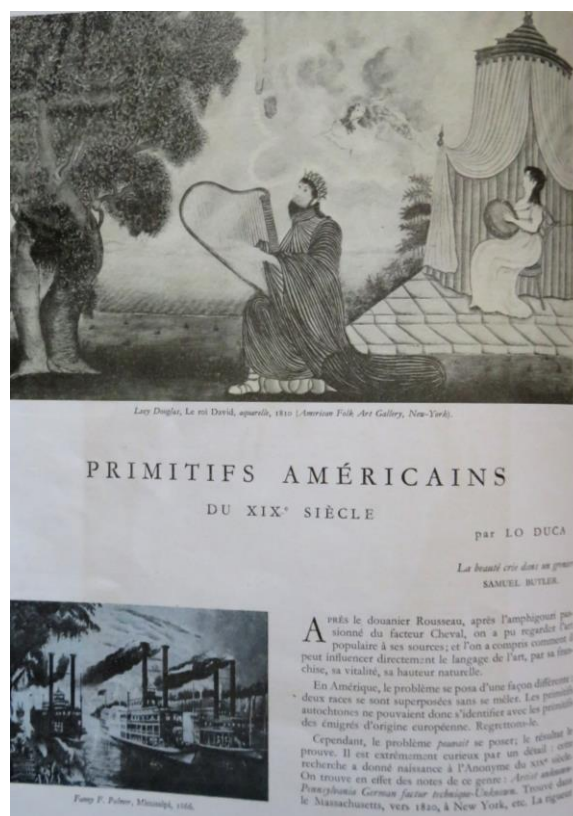 Lucy Douglas, Le roi David, aquarelle, 1810 (American Folk Art Gallery, New-York).
PRIMITIFS AMÉRICAINS
DU XIXe SIÈCLE
par LO DUCA
La beauté crie dans un
SAMUEL BUTLER.
APRÈS le douanier Rousseau, après l'amphigouri
sionné du facteur Cheval, on a pu regarder l'art
populaire à ses sources; et l'on a compris comment il
peut influencer directement le langage de l'art, par sa
chise, sa vitalité, sa hauteur naturelle.
En Amérique, le problème se posa d'une façon différente :
deux races se sont superposées sans se mêler. Les primitifs
autochtones ne pouvaient donc s'identifier avec les primitifs
des émigrés d'origine européenne. Regrettons-le.
Cependant, le problème pouvait se poser; le résultat le
prouve. Il est extrêmement curieux par un détail : cette
recherche a donné naissance à l'Anonyme du XIXe siècle.
On trouve en effet des notes de ce genre : Artist unknown.
Pennsylvania German factor technique-Unknown. Trouvé dans
le Massachusetts, vers 1820, à New York, etc. La rigueur
Fanny F. Palmer, Mississipi, 1866.